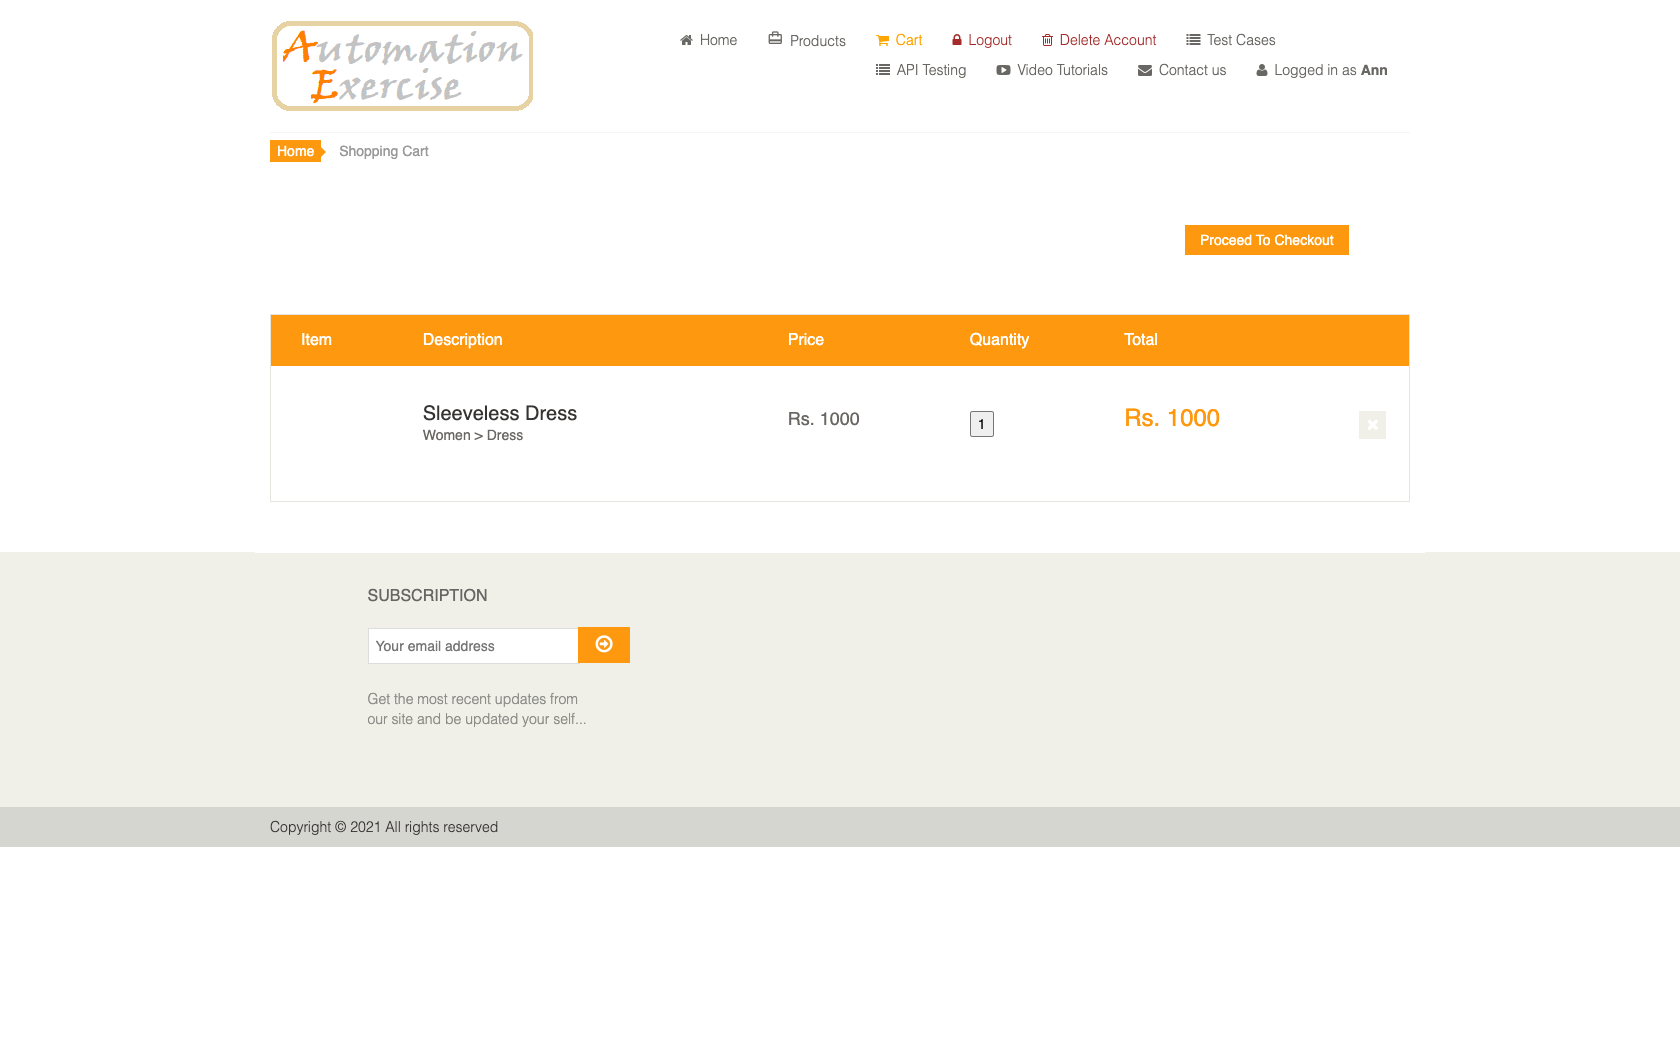 Automation
Exercise
Home Products Cart Logout Delete Account Test Cases
API Testing Video Tutorials Contact us Logged in as Ann
Home Shopping Cart
Proceed To Checkout
Item Description Price Quantity Total
Sleeveless Dress Rs. 1000 1 Rs. 1000
Women > Dress
SUBSCRIPTION
Your email address
Get the most recent updates from
our site and be updated your self...
Copyright © 2021 All rights reserved